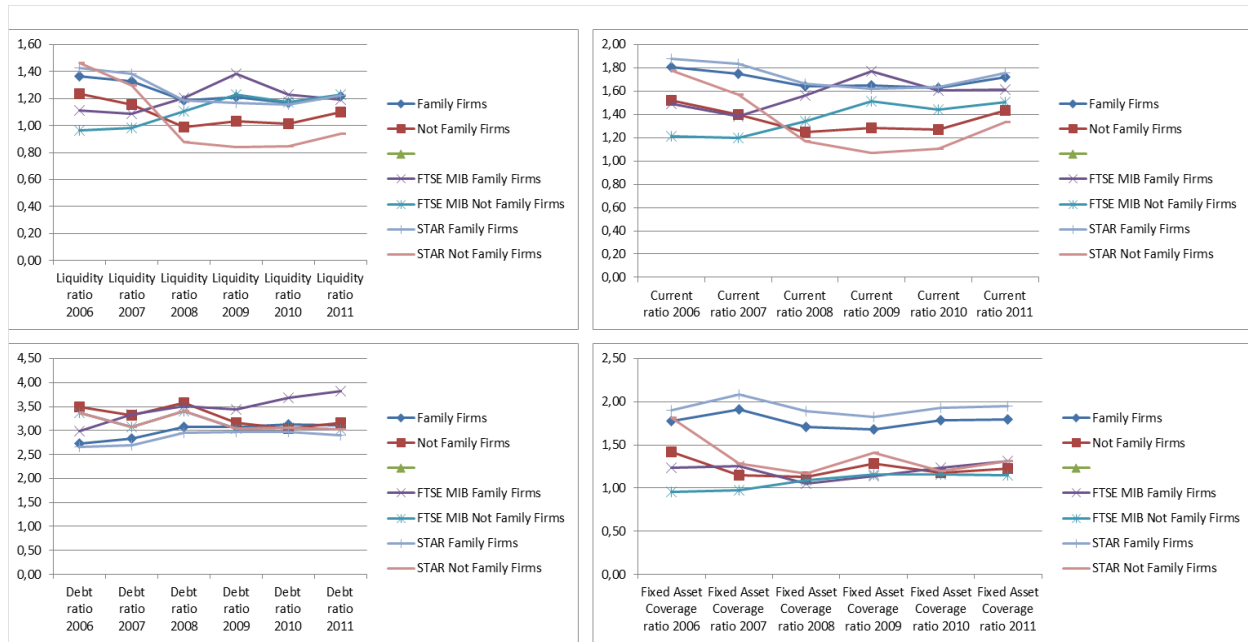 1,60
1,40
1,20
1,00
0,80
0,60
0,40
0,20
0,00
Liquidity ratio 2006
Liquidity ratio 2007
Liquidity ratio 2008
Liquidity ratio 2009
Liquidity ratio 2010
Liquidity ratio 2011
Family Firms
Not Family Firms
FTSE MIB Family Firms
FTSE MIB Not Family Firms
STAR Family Firms
STAR Not Family Firms
2,00
1,80
1,60
1,40
1,20
1,00
0,80
0,60
0,40
0,20
0,00
Current ratio 2006
Current ratio 2007
Current ratio 2008
Current ratio 2009
Current ratio 2010
Current ratio 2011
Family Firms
Not Family Firms
FTSE MIB Family Firms
FTSE MIB Not Family Firms
STAR Family Firms
STAR Not Family Firms
4,50
4,00
3,50
3,00
2,50
2,00
1,50
1,00
0,50
0,00
Debt ratio 2006
Debt ratio 2007
Debt ratio 2008
Debt ratio 2009
Debt ratio 2010
Debt ratio 2011
Family Firms
Not Family Firms
FTSE MIB Family Firms
FTSE MIB Not Family Firms
STAR Family Firms
STAR Not Family Firms
2,50
2,00
1,50
1,00
0,50
0,00
Fixed Asset Coverage ratio 2006
Fixed Asset Coverage ratio 2007
Fixed Asset Coverage ratio 2008
Fixed Asset Coverage ratio 2009
Fixed Asset Coverage ratio 2010
Fixed Asset Coverage ratio 2011
Family Firms
Not Family Firms
FTSE MIB Family Firms
FTSE MIB Not Family Firms
STAR Family Firms
STAR Not Family Firms